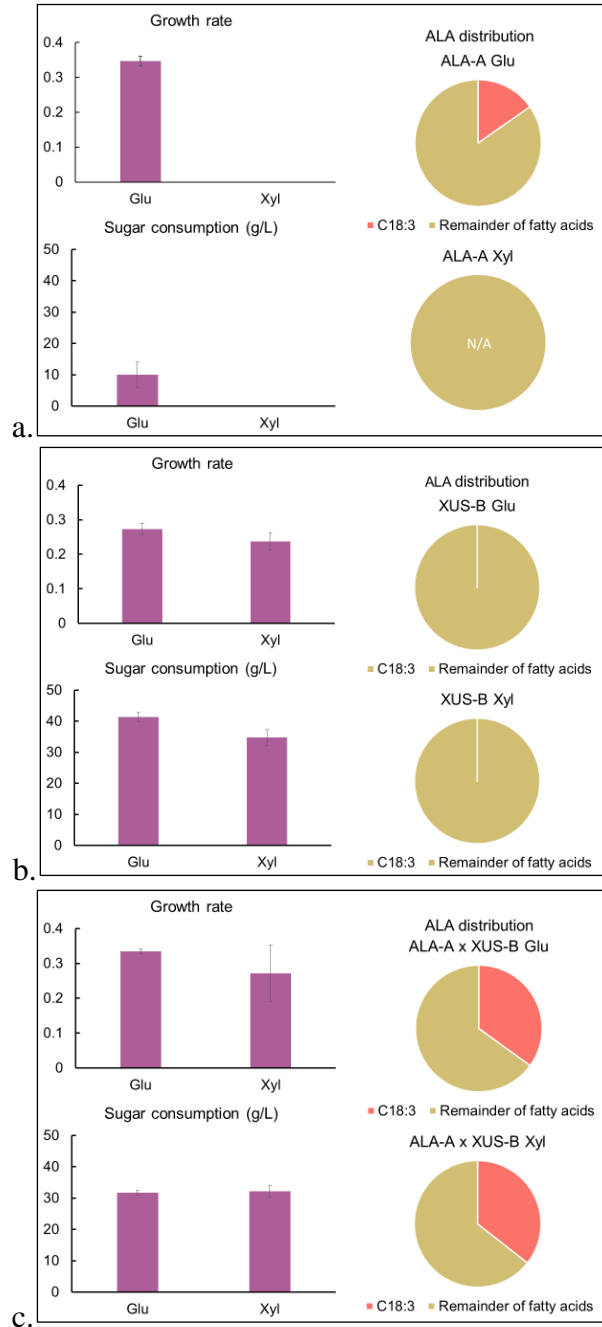 Growth rate
0.4
0.3
0.2
0.1
0
Glu Xyl
Sugar consumption (g/L)
50
40
30
20
10
0
Glu Xyl
ALA distribution
ALA-A Glu
C18:3 Remainder of fatty acids
ALA-A Xyl
N/A
a.
Growth rate
0.4
0.3
0.2
0.1
0
Glu Xyl
Sugar consumption (g/L)
50
40
30
20
10
0
Glu Xyl
ALA distribution
XUS-B Glu
C18:3 Remainder of fatty acids
XUS-B Xyl
C18:3 Remainder of fatty acids
b.
Growth rate
0.4
0.3
0.2
0.1
0
Glu Xyl
Sugar consumption (g/L)
50
40
30
20
10
0
Glu Xyl
ALA distribution
ALA-A x XUS-B Glu
C18:3 Remainder of fatty acids
ALA-A x XUS-B Xyl
C18:3 Remainder of fatty acids
c.